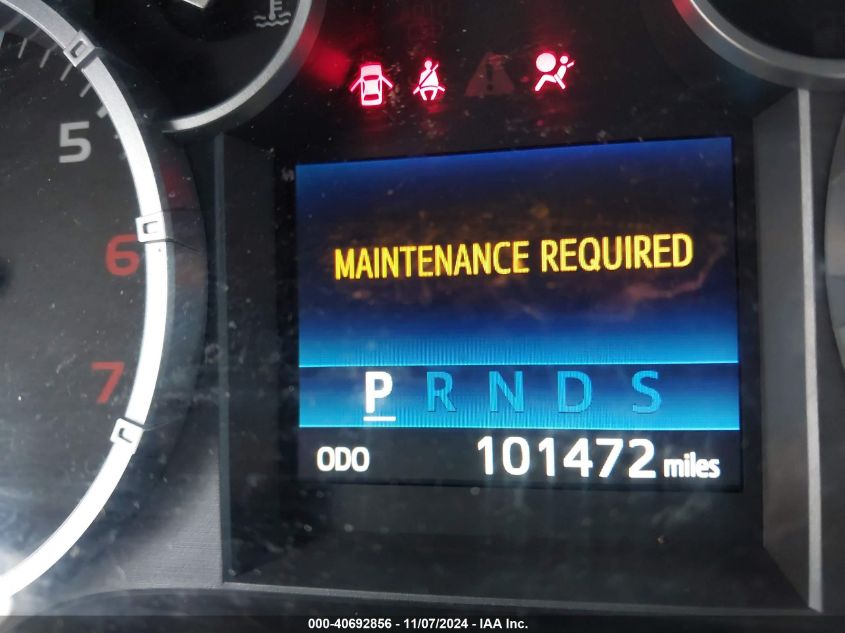 5
6
7
MAINTENANCE REQUIRED
P R N D S
ODO 101472 miles
000-40692856 - 11/07/2024 - IAA Inc.